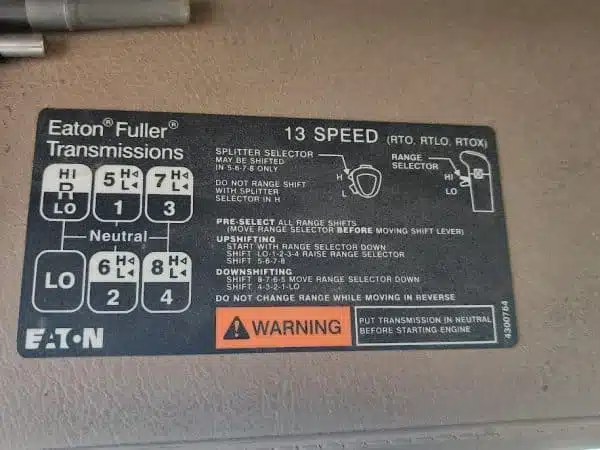 Eaton® Fuller®
Transmissions
13 SPEED (RTO, RTLO, RTOX)
HI
R
LO
5 H
L
1
7 H
L
3
Neutral
LO
6 H
L
2
8 H
L
4
EATON
SPLITTER SELECTOR
MAY BE SHIFTED
IN 5-6-7-8 ONLY
H
L
RANGE
SELECTOR
HI
LO
DO NOT RANGE SHIFT
WITH SPLITTER
SELECTOR IN H
PRE-SELECT ALL RANGE SHIFTS
(MOVE RANGE SELECTOR BEFORE MOVING SHIFT LEVER)
UPSHIFTING
START WITH RANGE SELECTOR DOWN
SHIFT LO-1-2-3-4 RAISE RANGE SELECTOR
SHIFT 5-6-7-8
DOWNSHIFTING
SHIFT 8-7-6-5 MOVE RANGE SELECTOR DOWN
SHIFT 4-3-2-1-LO
DO NOT CHANGE RANGE WHILE MOVING IN REVERSE
WARNING
PUT TRANSMISSION IN NEUTRAL
BEFORE STARTING ENGINE
4300764